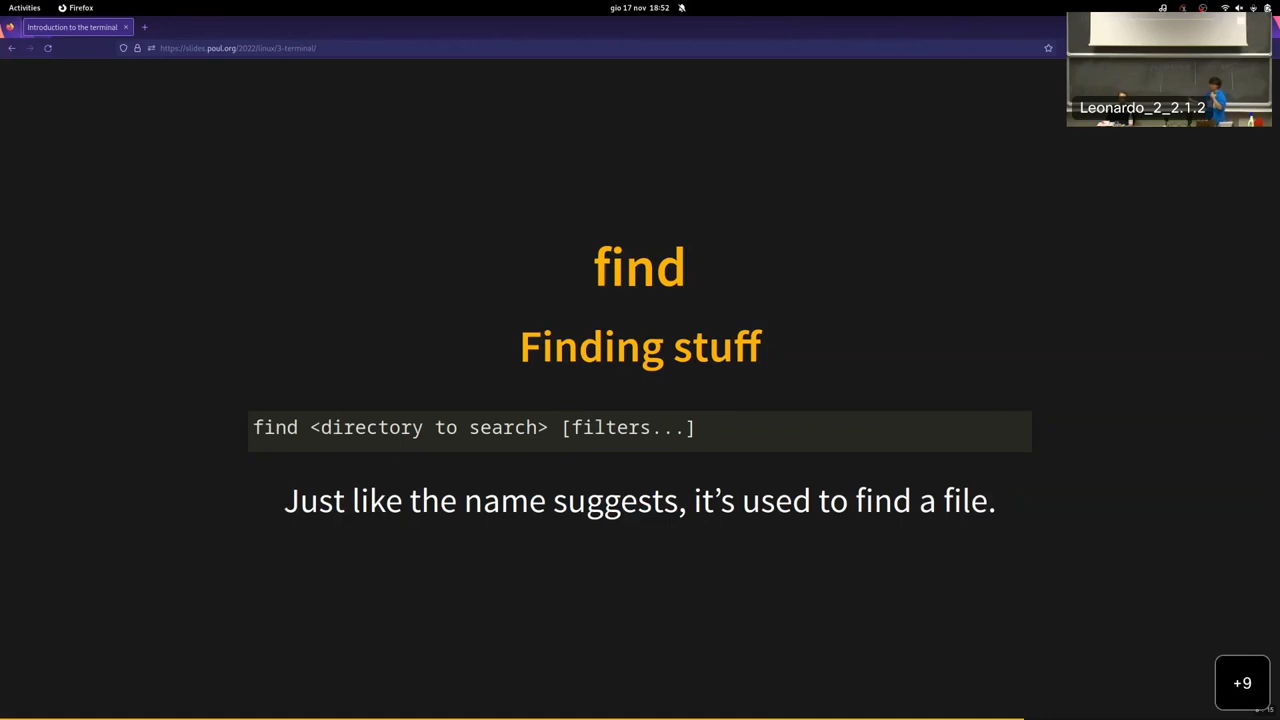 Activities
Firefox
gio 17 nov 18:52
Introduction to the terminal
https://slides.poul.org/2022/linux/3-terminal/
Leonardo_2_2.1.2
find
Finding stuff
find <directory to search> [filters...]
Just like the name suggests, it’s used to find a file.
+9